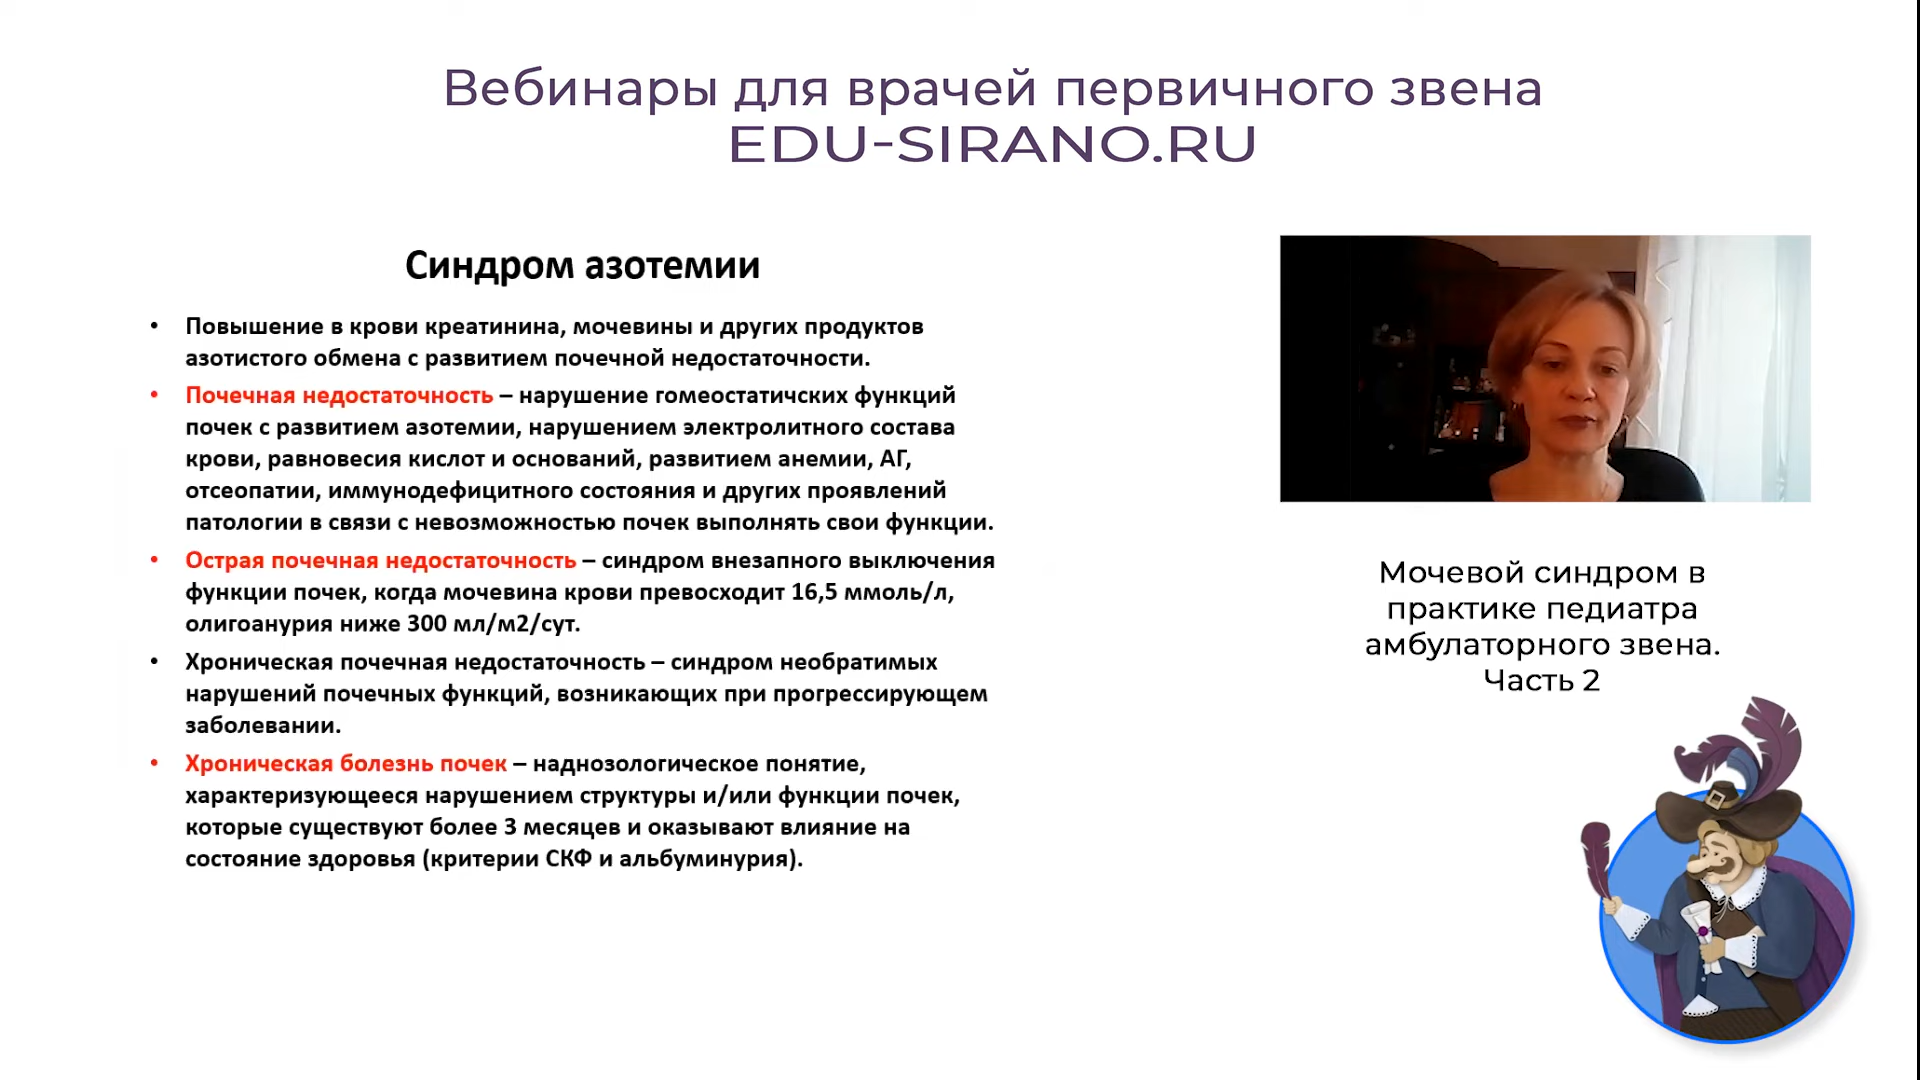 Вебинары для врачей первичного звена
EDU-SIRANO.RU
Синдром азотемии
• Повышение в крови креатинина, мочевины и других продуктов
азотистого обмена с развитием почечной недостаточности.
• Почечная недостаточность – нарушение гомеостатичских функций
почек с развитием азотемии, нарушением электролитного состава
крови, равновесия кислот и оснований, развитием анемии, АГ,
отсеопатии, иммунодефицитного состояния и других проявлений
патологии в связи с невозможностью почек выполнять свои функции.
• Острая почечная недостаточность – синдром внезапного выключения
функции почек, когда мочевина крови превосходит 16,5 ммоль/л,
олигоанурия ниже 300 мл/м2/сут.
• Хроническая почечная недостаточность – синдром необратимых
нарушений почечных функций, возникающих при прогрессирующем
заболевании.
• Хроническая болезнь почек – наднозологическое понятие,
характеризующееся нарушением структуры и/или функции почек,
которые существуют более 3 месяцев и оказывают влияние на
состояние здоровья (критерии СКФ и альбуминурия).
Мочевой синдром в
практике педиатра
амбулаторного звена.
Часть 2